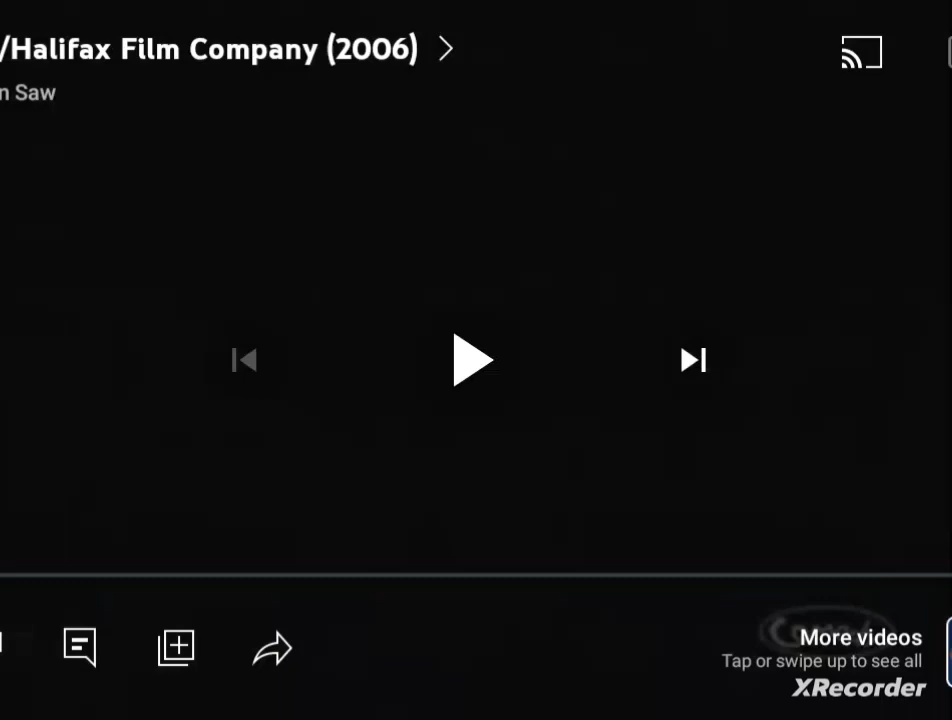 /Halifax Film Company (2006)
n Saw
More videos
Tap or swipe up to see all
XRecorder